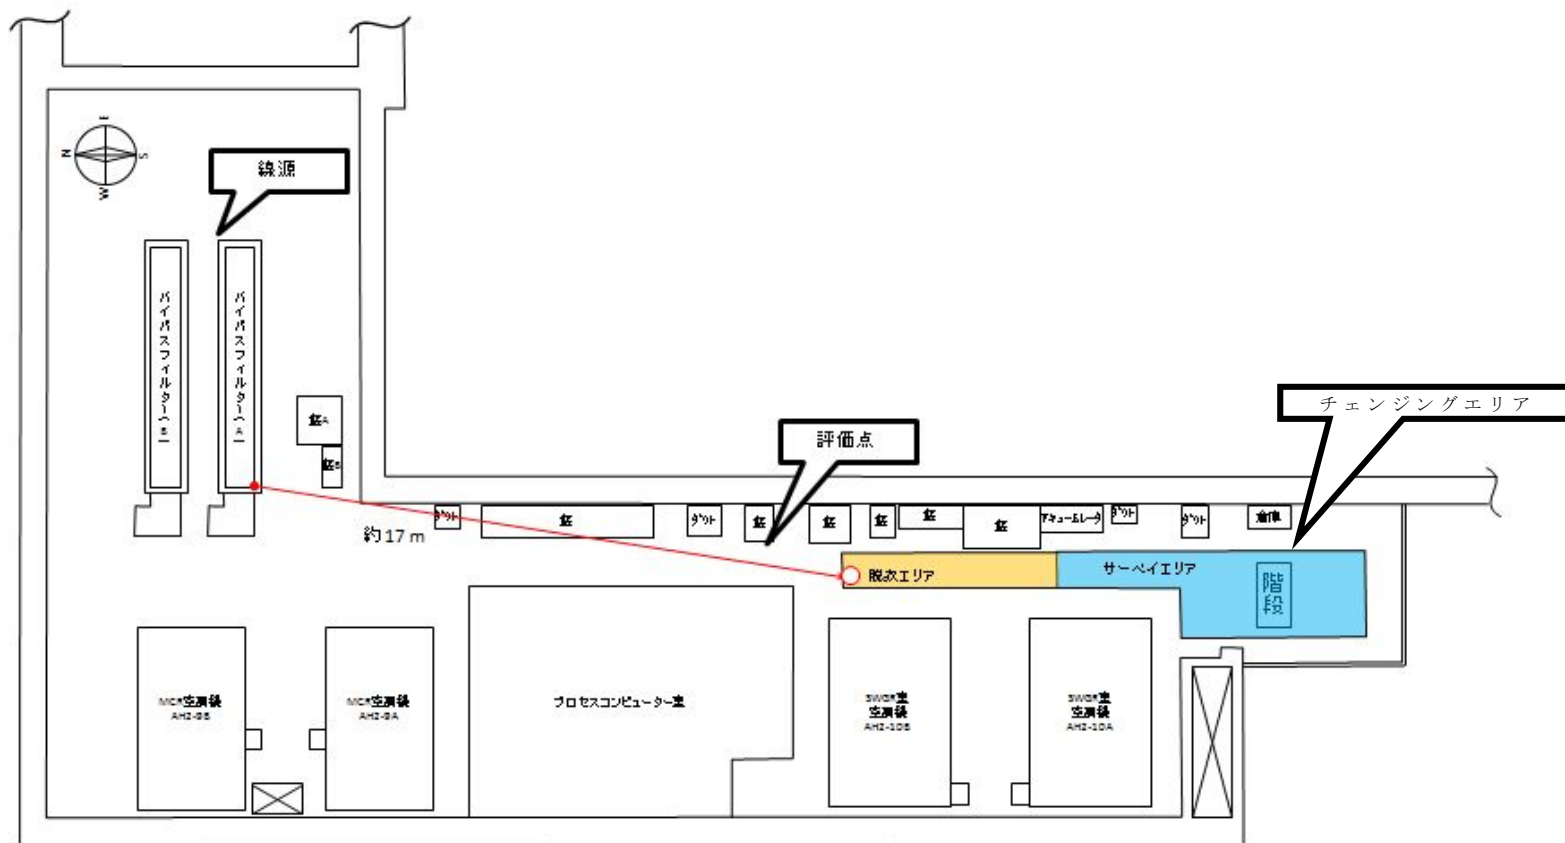 E
N
S
W
線源
バイパスフィルター(B)
バイパスフィルター(A)
盤A
盤B
評価点
チェンジングエリア
約17 m
ダクト
盤
ダクト
盤
盤
盤
盤
盤
アキュームレータ
ダクト
ダクト
倉庫
脱衣エリア
サーベイエリア
階段
MCR空調機
AH2-9B
MCR空調機
AH2-9A
プロセスコンピューター室
SWGR室
空調機
AH2-10B
SWGR室
空調機
AH2-10A